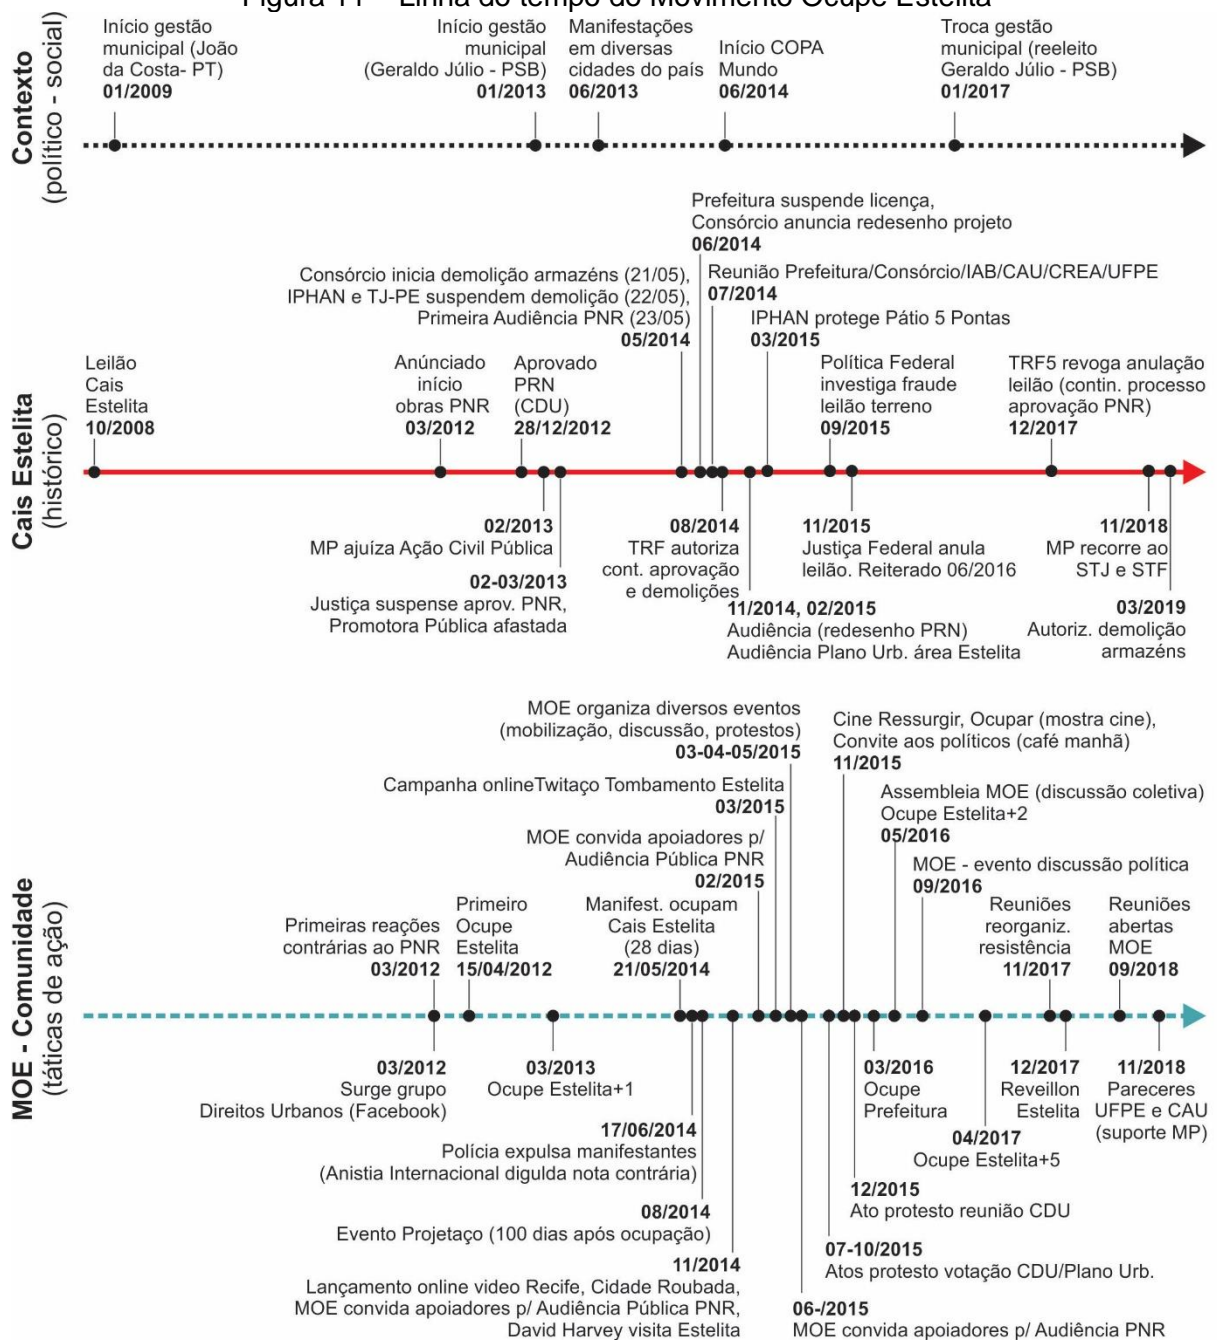 Figura 11 – Linha do tempo do Movimento Ocupe Estelita
Contexto
(político - social)
Início gestão
municipal (João
da Costa- PT)
01/2009
Início gestão
municipal
(Geraldo Júlio - PSB)
01/2013
Manifestações
em diversas
cidades do país
06/2013
Início COPA
Mundo
06/2014
Troca gestão
municipal (reeleito
Geraldo Júlio - PSB)
01/2017
Cais Estelita
(histórico)
Leilão
Cais
Estelita
10/2008
Anúnciado
início
obras PNR
03/2012
Aprovado
PRN
(CDU)
28/12/2012
Consórcio inicia demolição armazéns (21/05),
IPHAN e TJ-PE suspendem demolição (22/05),
Primeira Audiência PNR (23/05)
05/2014
Prefeitura suspende licença,
Consórcio anuncia redesenho projeto
06/2014
Reunião Prefeitura/Consórcio/IAB/CAU/CREA/UFPE
07/2014
IPHAN protege Pátio 5 Pontas
03/2015
Política Federal
investiga fraude
leilão terreno
09/2015
TRF5 revoga anulação
leilão (contin. processo
aprovação PNR)
12/2017
02/2013
MP ajuíza Ação Civil Pública
02-03/2013
Justiça suspense aprov. PNR,
Promotora Pública afastada
08/2014
TRF autoriza
cont. aprovação
e demolições
11/2014, 02/2015
Audiência (redesenho PRN)
Audiência Plano Urb. área Estelita
11/2015
Justiça Federal anula
leilão. Reiterado 06/2016
11/2018
MP recorre ao
STJ e STF
03/2019
Autoriz. demolição
armazéns
MOE - Comunidade
(táticas de ação)
Primeiras reações
contrárias ao PNR
03/2012
Primeiro
Ocupe
Estelita
15/04/2012
Manifest. ocupam
Cais Estelita
(28 dias)
21/05/2014
MOE convida apoiadores p/
Audiência Pública PNR
02/2015
Campanha onlineTwitaço Tombamento Estelita
03/2015
MOE organiza diversos eventos
(mobilização, discussão, protestos)
03-04-05/2015
Cine Ressurgir, Ocupar (mostra cine),
Convite aos políticos (café manhã)
11/2015
Assembleia MOE (discussão coletiva)
Ocupe Estelita+2
05/2016
MOE - evento discussão política
09/2016
Reuniões
reorganiz.
resistência
11/2017
Reuniões
abertas
MOE
09/2018
03/2012
Surge grupo
Direitos Urbanos (Facebook)
03/2013
Ocupe Estelita+1
17/06/2014
Polícia expulsa manifestantes
(Anistia Internacional digulda nota contrária)
08/2014
Evento Projetaço (100 dias após ocupação)
11/2014
Lançamento online video Recife, Cidade Roubada,
MOE convida apoiadores p/ Audiência Pública PNR,
David Harvey visita Estelita
06-/2015
MOE convida apoiadores p/ Audiência PNR
07-10/2015
Atos protesto votação CDU/Plano Urb.
12/2015
Ato protesto reunião CDU
03/2016
Ocupe
Prefeitura
04/2017
Ocupe Estelita+5
12/2017
Reveillon
Estelita
11/2018
Pareceres
UFPE e CAU
(suporte MP)